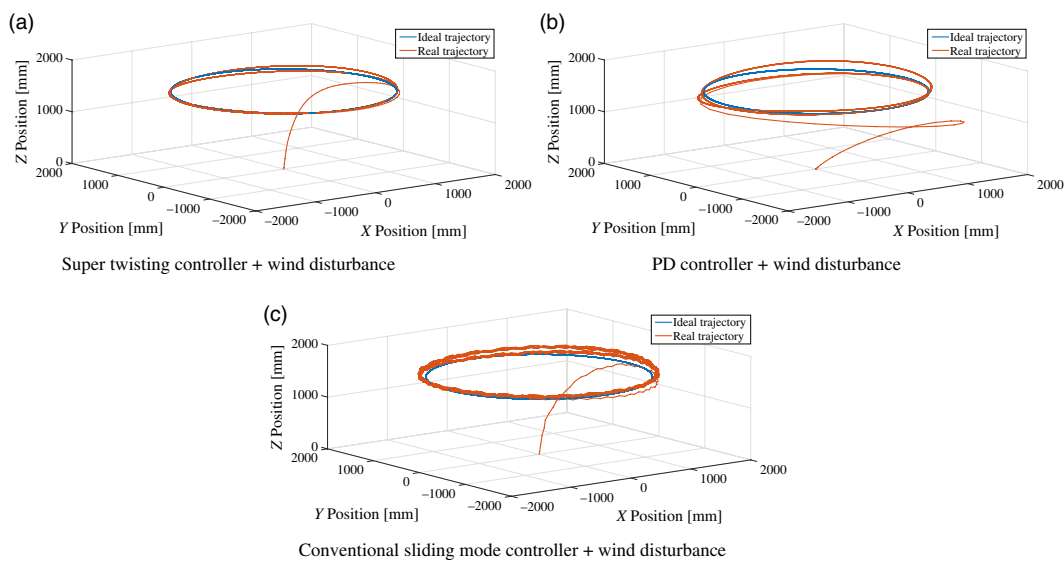 (a)
Ideal trajectory
Real trajectory
2000
1000
0
Z Position [mm]
2000
1000
0
−1000
−2000
Y Position [mm]
−2000
−1000
0
1000
2000
X Position [mm]
Super twisting controller + wind disturbance
(b)
Ideal trajectory
Real trajectory
2000
1000
0
Z Position [mm]
2000
1000
0
−1000
−2000
Y Position [mm]
−2000
−1000
0
1000
2000
X Position [mm]
PD controller + wind disturbance
(c)
Ideal trajectory
Real trajectory
2000
1000
0
Z Position [mm]
2000
1000
0
−1000
−2000
Y Position [mm]
−2000
−1000
0
1000
2000
X Position [mm]
Conventional sliding mode controller + wind disturbance